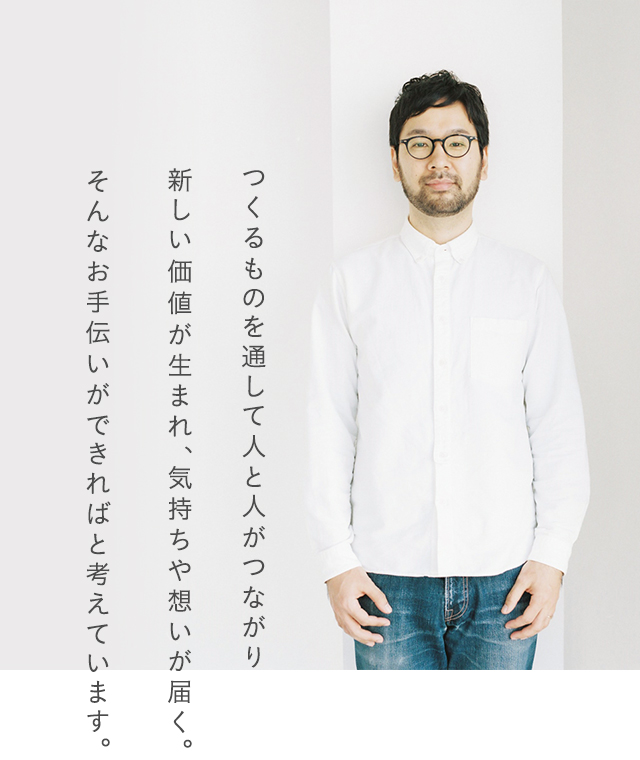 つくるものを通して人と人がつながり
新しい価値が生まれ、気持ちや想いが届く。
そんなお手伝いができればと考えています。